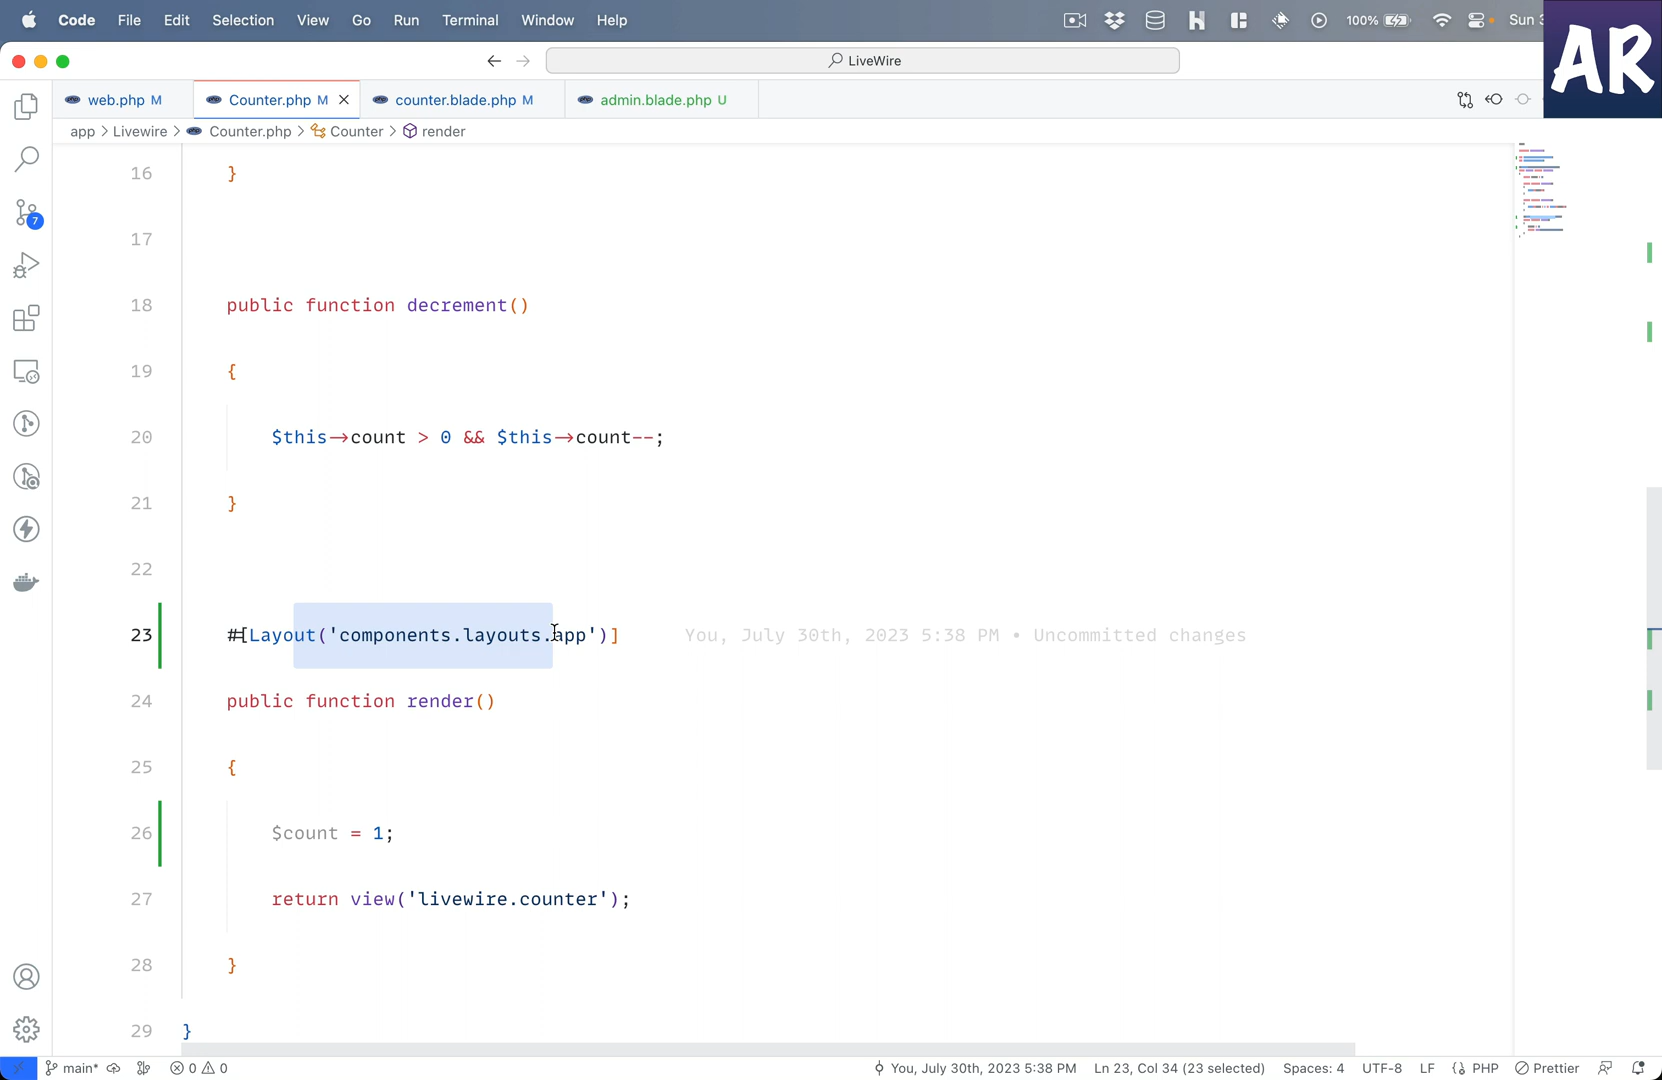 Code File Edit Selection View Go Run Terminal Window Help 100% Sun 3
AR
LiveWire
web.php M Counter.php M counter.blade.php M admin.blade.php U
app > Livewire > Counter.php > Counter > render
16 }
17
18 public function decrement()
19 {
20 $this->count > 0 && $this->count--;
21 }
22
23 #[Layout('components.layouts.app')] You, July 30th, 2023 5:38 PM • Uncommitted changes
24 public function render()
25 {
26 $count = 1;
27 return view('livewire.counter');
28 }
29 }
7
main* 0 0 You, July 30th, 2023 5:38 PM Ln 23, Col 34 (23 selected) Spaces: 4 UTF-8 LF PHP Prettier